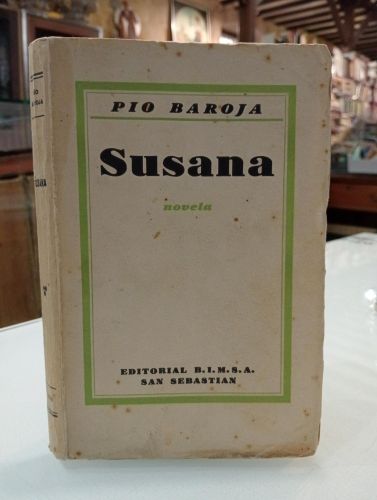 PIO BAROJA
Susana
novela
EDITORIAL B.I.M.S.A.
SAN SEBASTIAN